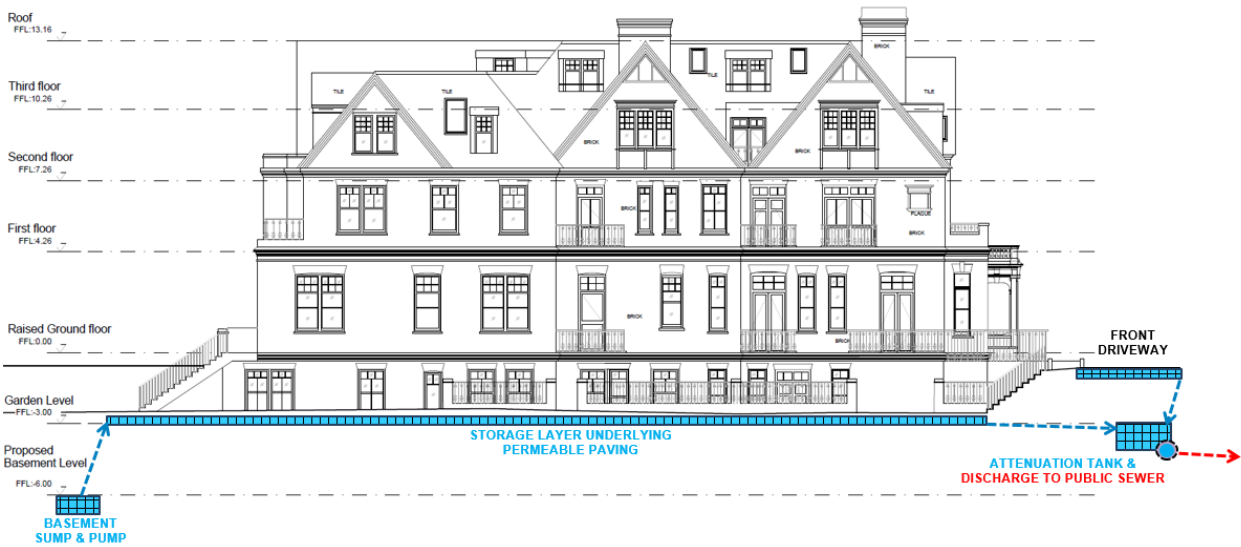 Roof
FFL:13.16
Third floor
FFL:10.26
Second floor
FFL:7.26
First floor
FFL:4.26
Raised Ground floor
FFL:0.00
Garden Level
FFL:-3.00
Proposed
Basement Level
FFL:-6.00
BRICK
BRICK
TILE
TILE
TILE
TILE
BRICK
BRICK
BRICK
PLAQUE
BRICK
BRICK
BRICK
FRONT
DRIVEWAY
STORAGE LAYER UNDERLYING
PERMEABLE PAVING
ATTENUATION TANK &
DISCHARGE TO PUBLIC SEWER
BASEMENT
SUMP & PUMP